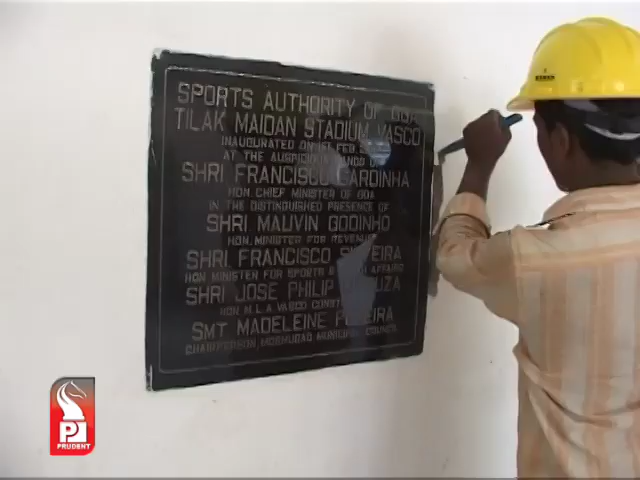 SPORTS AUTHORITY OF GOA
TILAK MAIDAN STADIUM, VASCO
INAUGURATED ON 1ST FEB
AT THE AUSPICIOUS HANDS OF
SHRI FRANCISCO SARDINHA
HON. CHIEF MINISTER OF GOA
IN THE DISTINGUISHED PRESENCE OF
SHRI MAUVIN GODINHO
HON. MINISTER FOR REVENUE
SHRI FRANCISCO
HON MINISTER FOR SPORTS & AFFAIRS
SHRI JOSE PHILIP
HON M.L.A VASCO
SMT MADELEINE
CHAIRPERSON, MORMUGAO MUNICIPAL COUNCIL
PRUDENT